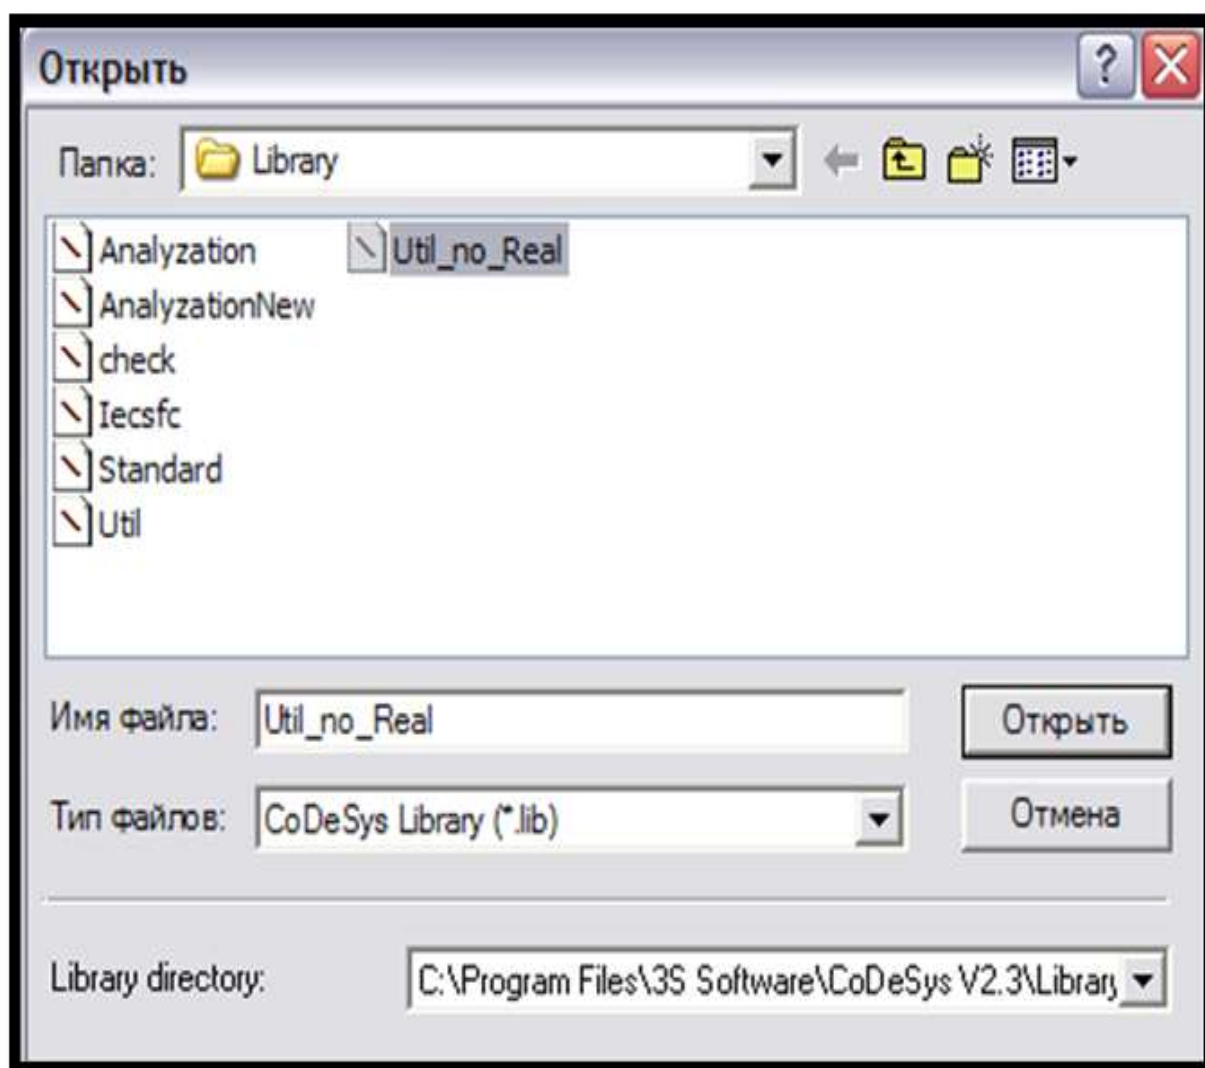 Открыть
Папка: Library
Analyzation
Util_no_Real
AnalyzationNew
check
Iecsfc
Standard
Util
Имя файла: Util_no_Real Открыть
Тип файлов: CoDeSys Library (*.lib) Отмена
Library directory: C:\Program Files\3S Software\CoDeSys V2.3\Library